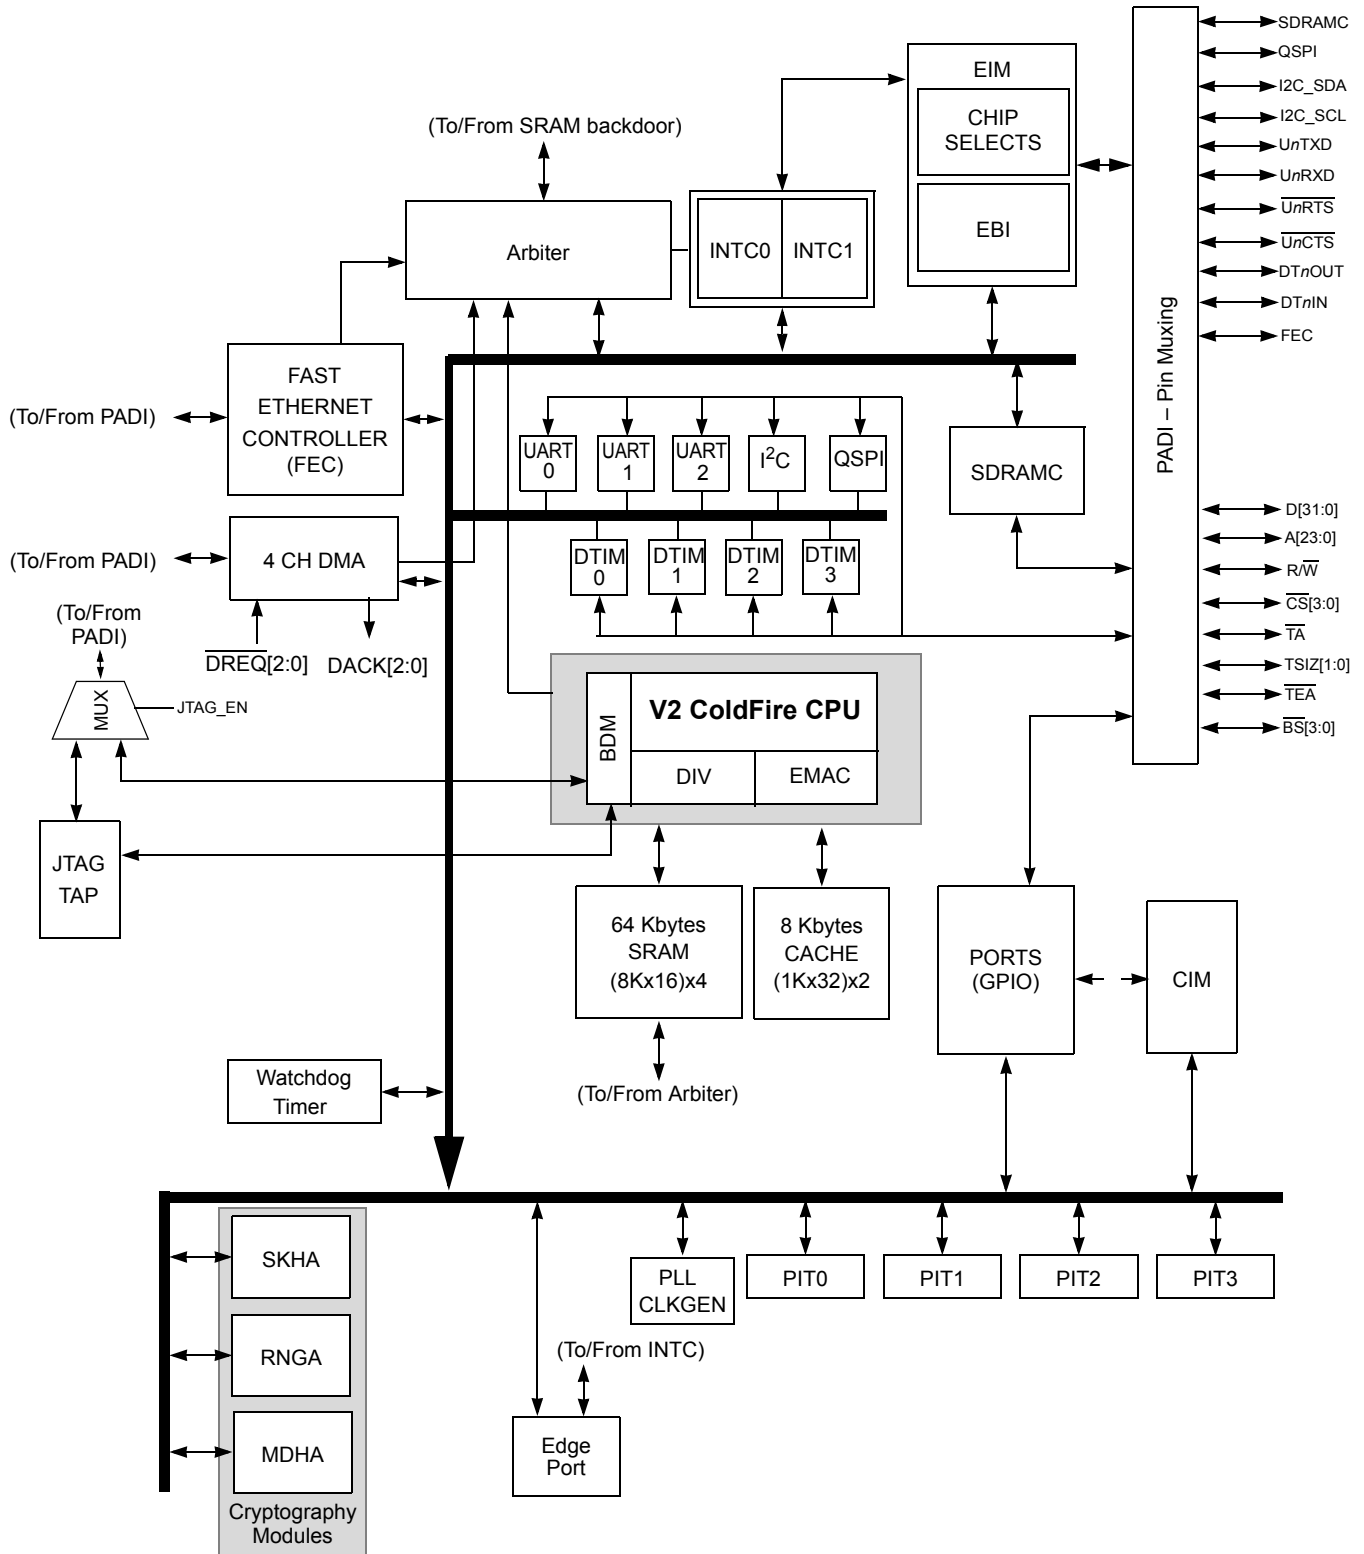 SDRAMC
QSPI
I2C_SDA
I2C_SCL
UnTXD
UnRXD
UnRTS
UnCTS
DTnOUT
DTnIN
FEC
PADI – Pin Muxing
D[31:0]
A[23:0]
R/W
CS[3:0]
TA
TSIZ[1:0]
TEA
BS[3:0]
EIM
CHIP
SELECTS
EBI
(To/From SRAM backdoor)
Arbiter
INTC0
INTC1
FAST
ETHERNET
CONTROLLER
(FEC)
(To/From PADI)
UART
0
UART
1
UART
2
I²C
QSPI
SDRAMC
DTIM
0
DTIM
1
DTIM
2
DTIM
3
(To/From PADI)
4 CH DMA
DREQ[2:0]
DACK[2:0]
(To/From
PADI)
MUX
JTAG_EN
BDM
V2 ColdFire CPU
DIV
EMAC
JTAG
TAP
64 Kbytes
SRAM
(8Kx16)x4
8 Kbytes
CACHE
(1Kx32)x2
PORTS
(GPIO)
CIM
(To/From Arbiter)
Watchdog
Timer
SKHA
RNGA
MDHA
Cryptography
Modules
PLL
CLKGEN
PIT0
PIT1
PIT2
PIT3
(To/From INTC)
Edge
Port